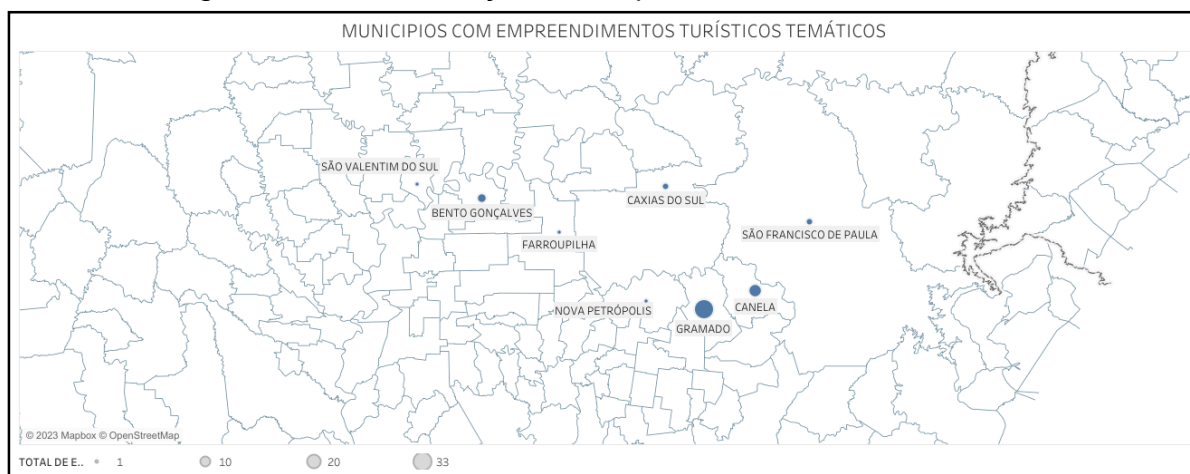 MUNICIPIOS COM EMPREENDIMENTOS TURÍSTICOS TEMÁTICOS
SÃO VALENTIM DO SUL
BENTO GONÇALVES
CAXIAS DO SUL
FARROUPILHA
SÃO FRANCISCO DE PAULA
NOVA PETRÓPOLIS
CANELA
GRAMADO
© 2023 Mapbox © OpenStreetMap
TOTAL DE E.. 1 10 20 33